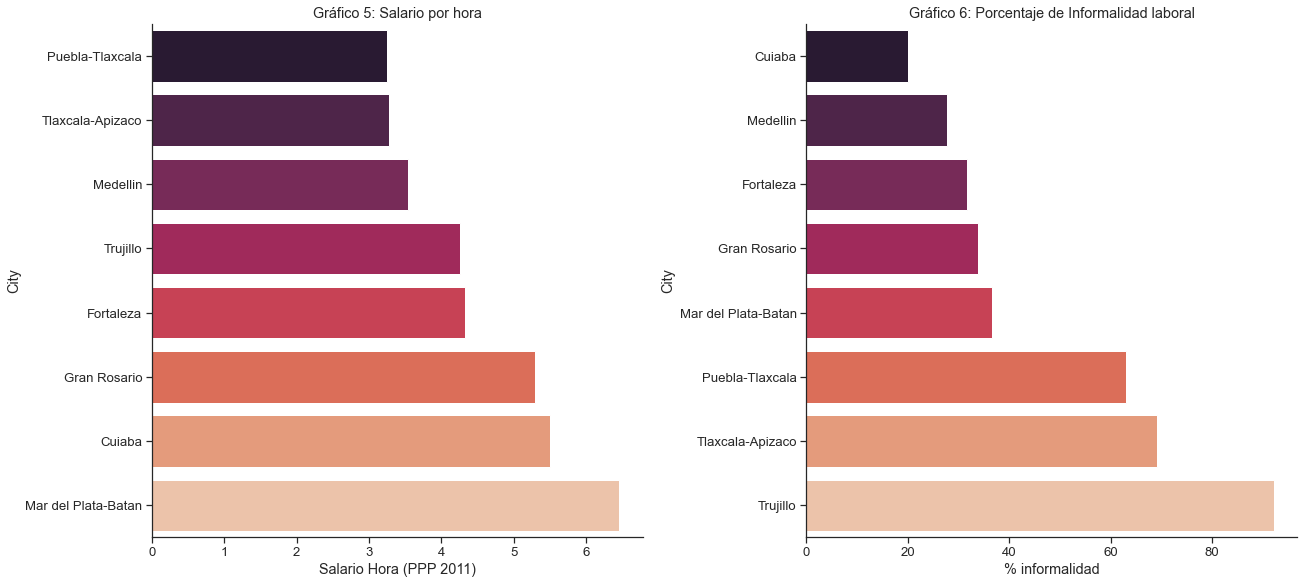 Gráfico 5: Salario por hora
City
Puebla-Tlaxcala
Tlaxcala-Apizaco
Medellin
Trujillo
Fortaleza
Gran Rosario
Cuiaba
Mar del Plata-Batan
0 1 2 3 4 5 6
Salario Hora (PPP 2011)
Gráfico 6: Porcentaje de Informalidad laboral
City
Cuiaba
Medellin
Fortaleza
Gran Rosario
Mar del Plata-Batan
Puebla-Tlaxcala
Tlaxcala-Apizaco
Trujillo
0 20 40 60 80
% informalidad